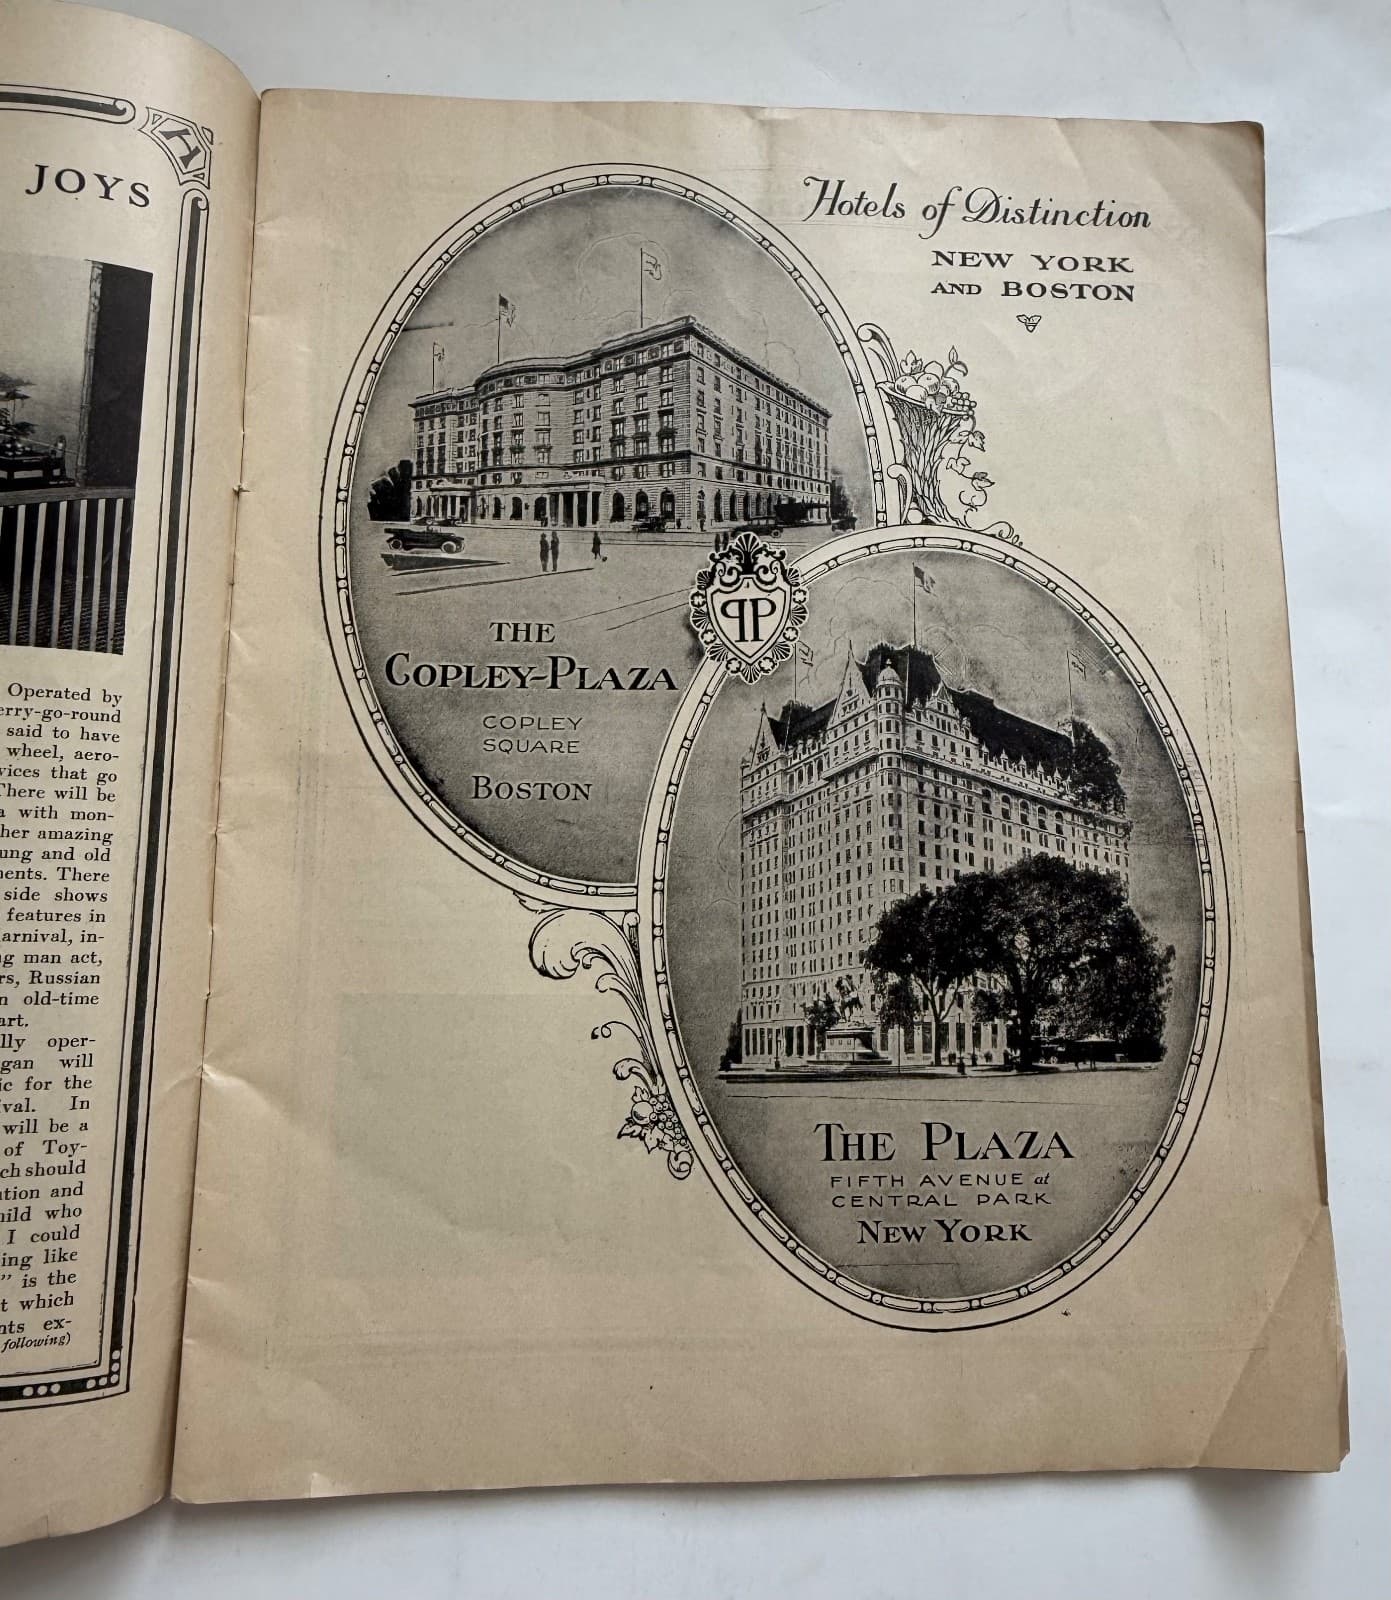 H
JOYS
Operated by
erry-go-round
said to have
wheel, aero-
vices that go
There will be
a with mon-
her amazing
ung and old
ents. There
side shows
features in
arnival, in-
g man act,
rs, Russian
n old-time
art.
lly oper-
gan will
ic for the
val. In
will be a
of Toy-
ch should
tion and
hild who
I could
ing like
" is the
t which
nts ex-
following)
Hotels of Distinction
NEW YORK
AND BOSTON
THE
COPLEY-PLAZA
COPLEY
SQUARE
BOSTON
PP
THE PLAZA
FIFTH AVENUE at
CENTRAL PARK
NEW YORK